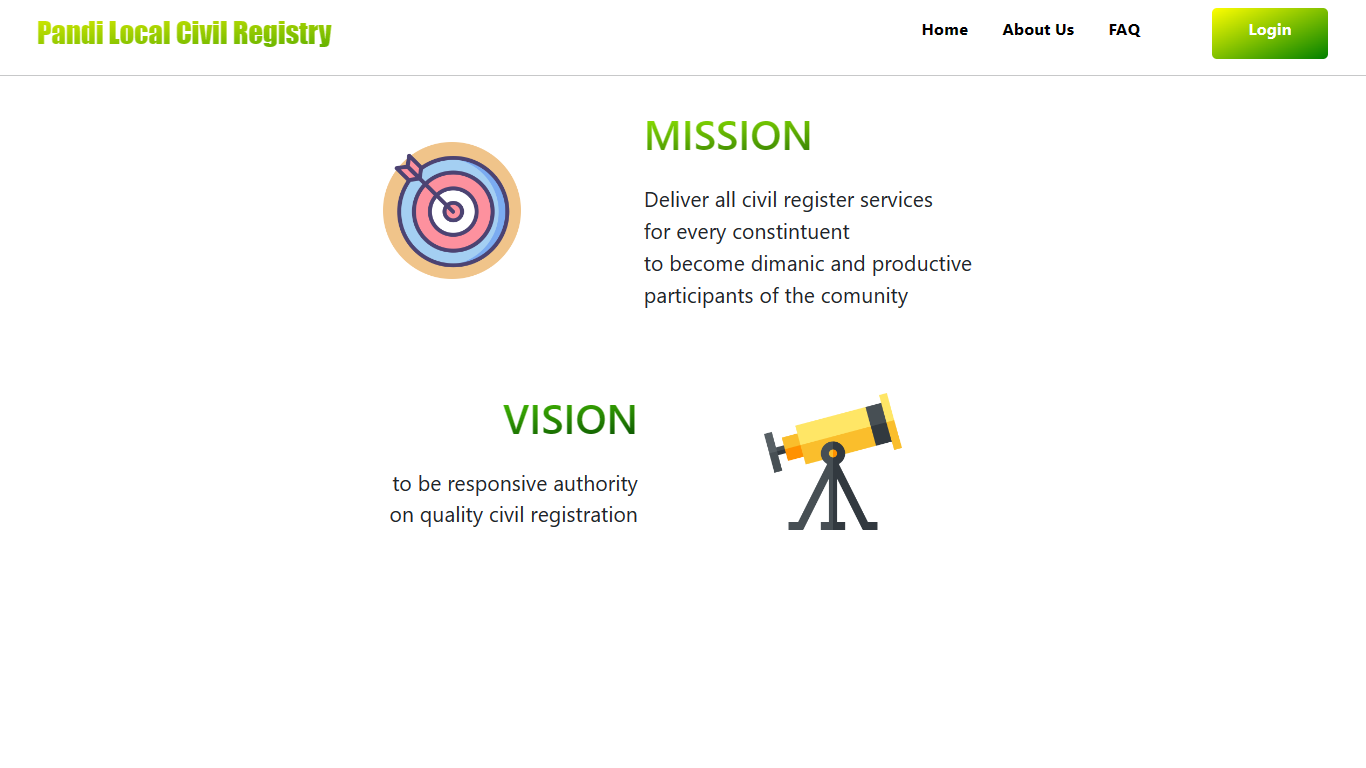 Pandi Local Civil Registry
Home
About Us
FAQ
Login
MISSION
Deliver all civil register services
for every constintuent
to become dimanic and productive
participants of the comunity
VISION
to be responsive authority
on quality civil registration